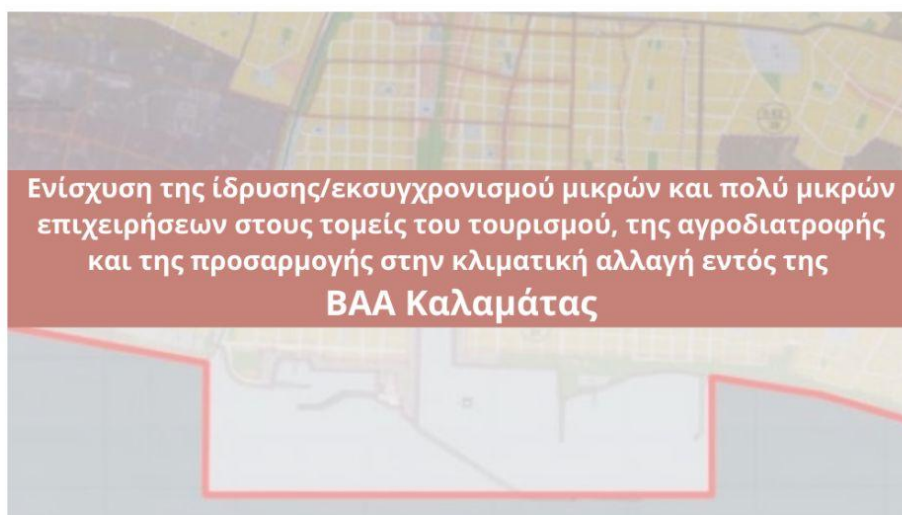 Ενίσχυση της ίδρυσης/εκσυγχρονισμού μικρών και πολύ μικρών
επιχειρήσεων στους τομείς του τουρισμού, της αγροδιατροφής
και της προσαρμογής στην κλιματική αλλαγή εντός της
ΒΑΑ Καλαμάτας